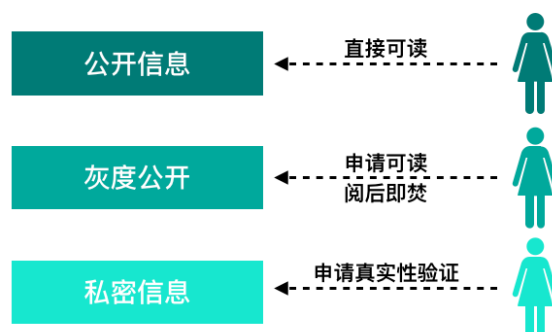 公开信息
直接可读
灰度公开
申请可读
阅后即焚
私密信息
申请真实性验证